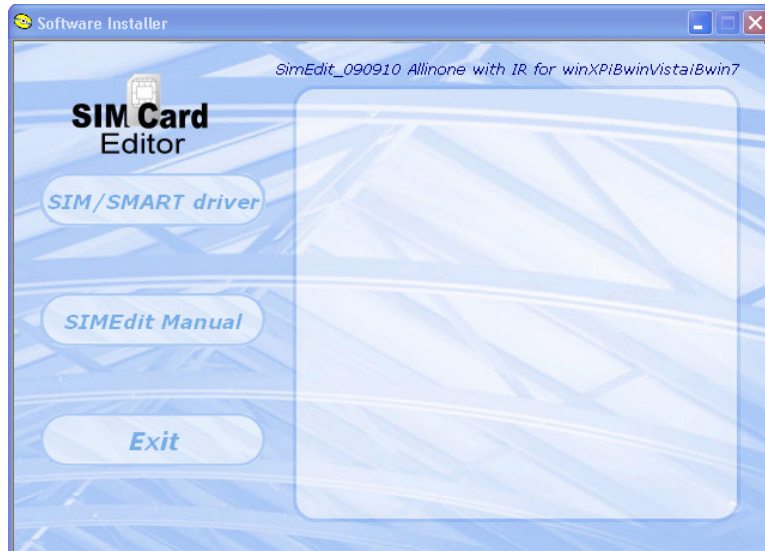 Software Installer
SimEdit_090910 Allinone with IR for winXPiBwinVistaiBwin7
SIM Card
Editor
SIM/SMART driver
SIMEdit Manual
Exit